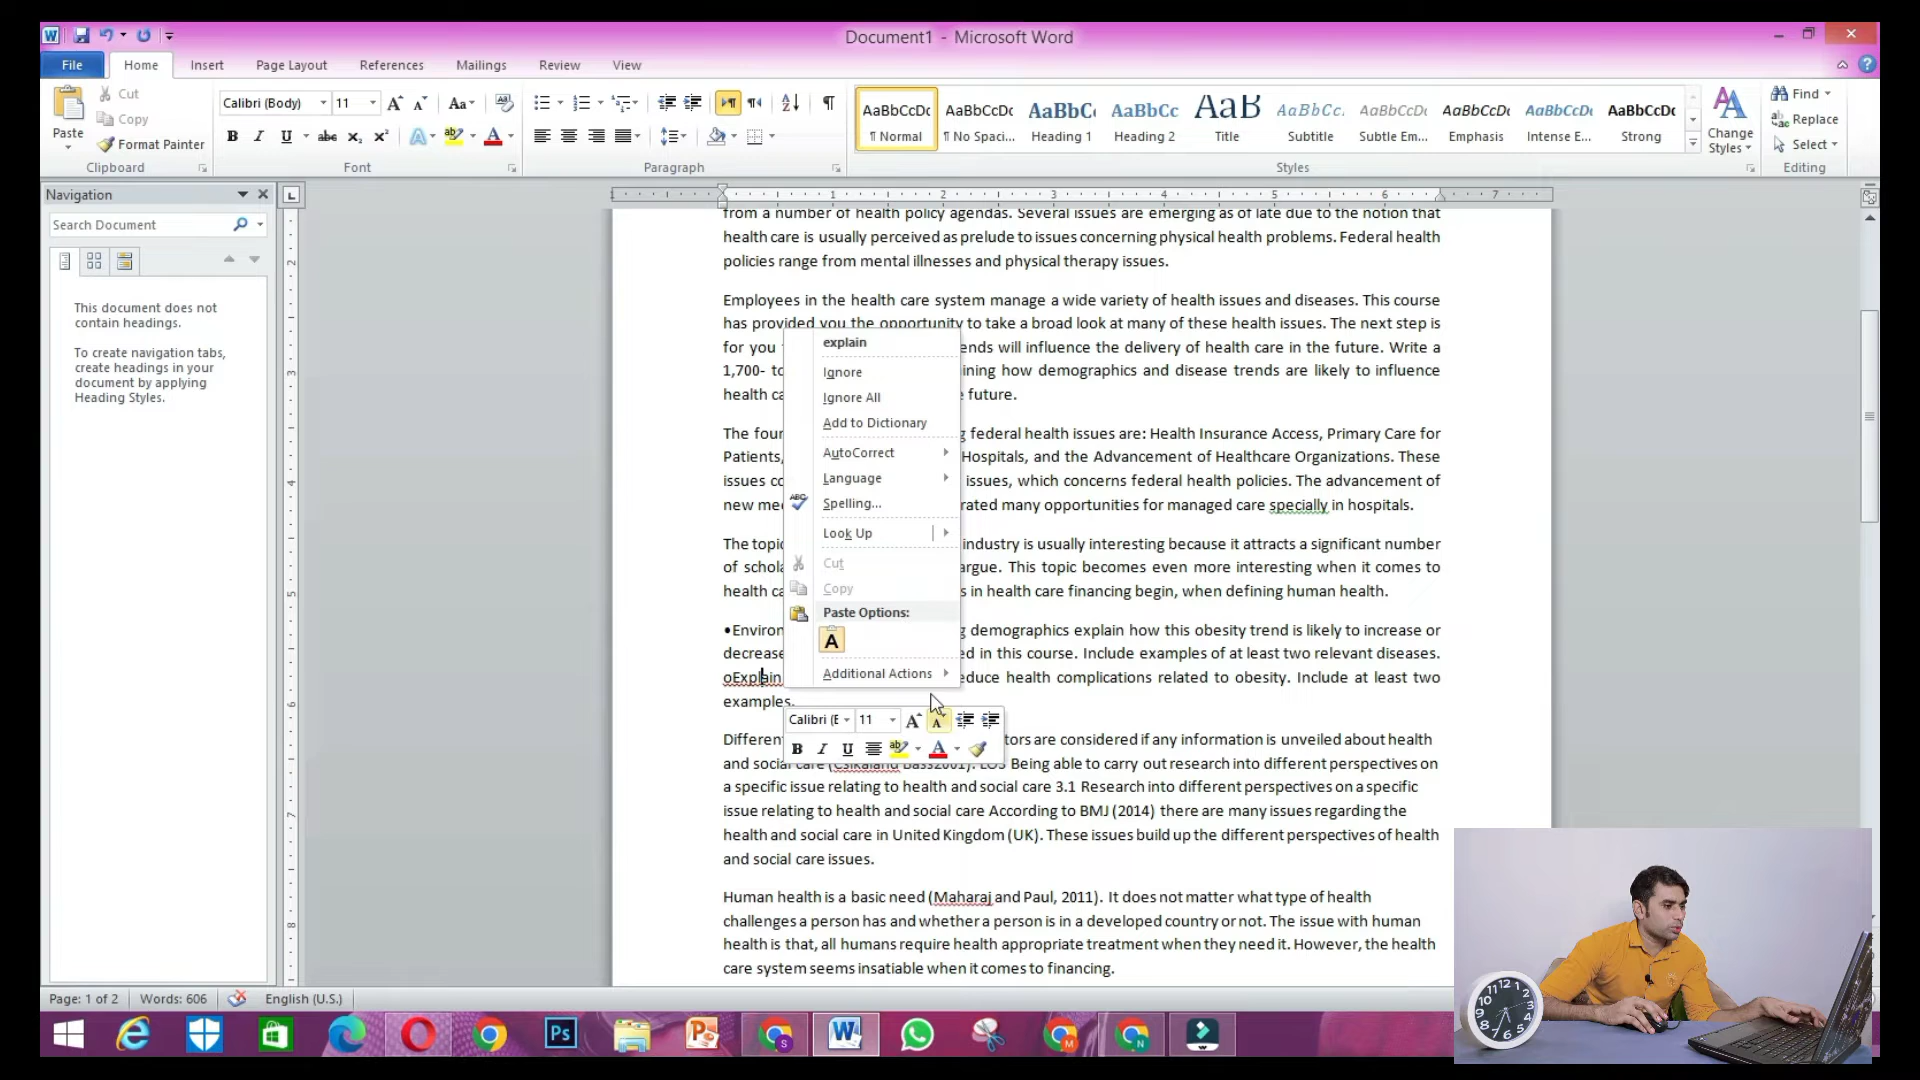 Document1 - Microsoft Word
File Home Insert Page Layout References Mailings Review View
Paste
Cut
Copy
Format Painter
Clipboard
Calibri (Body) 11
Font
Paragraph
AaBbCcDc AaBbCcDc AaBbC AaBbCc AaB AaBbCc. AaBbCcDc AaBbCcDc AaBbCcDc AaBbCcDc
¶ Normal ¶ No Spaci... Heading 1 Heading 2 Title Subtitle Subtle Em... Emphasis Intense E... Strong
Styles
Change Styles
Find
Replace
Select
Editing
Navigation
Search Document
This document does not
contain headings.
To create navigation tabs,
create headings in your
document by applying
Heading Styles.
from a number of health policy agendas. Several issues are emerging as of late due to the notion that
health care is usually perceived as prelude to issues concerning physical health problems. Federal health
policies range from mental illnesses and physical therapy issues.
Employees in the health care system manage a wide variety of health issues and diseases. This course
has provided you the opportunity to take a broad look at many of these health issues. The next step is
for you ends will influence the delivery of health care in the future. Write a
1,700- to ining how demographics and disease trends are likely to influence
health ca future.
The four federal health issues are: Health Insurance Access, Primary Care for
Patients, Hospitals, and the Advancement of Healthcare Organizations. These
issues co issues, which concerns federal health policies. The advancement of
new med rated many opportunities for managed care specially in hospitals.
The topic industry is usually interesting because it attracts a significant number
of schola argue. This topic becomes even more interesting when it comes to
health ca s in health care financing begin, when defining human health.
•Environ g demographics explain how this obesity trend is likely to increase or
decrease d in this course. Include examples of at least two relevant diseases.
oExplain educe health complications related to obesity. Include at least two
examples.
Different tors are considered if any information is unveiled about health
and social care (Csikaland Bass2001). LO3 Being able to carry out research into different perspectives on
a specific issue relating to health and social care 3.1 Research into different perspectives on a specific
issue relating to health and social care According to BMJ (2014) there are many issues regarding the
health and social care in United Kingdom (UK). These issues build up the different perspectives of health
and social care issues.
Human health is a basic need (Maharaj and Paul, 2011). It does not matter what type of health
challenges a person has and whether a person is in a developed country or not. The issue with human
health is that, all humans require health appropriate treatment when they need it. However, the health
care system seems insatiable when it comes to financing.
explain
Ignore
Ignore All
Add to Dictionary
AutoCorrect
Language
Spelling...
Look Up
Cut
Copy
Paste Options:
Additional Actions
Calibri (E 11
Page: 1 of 2 Words: 606 English (U.S.)